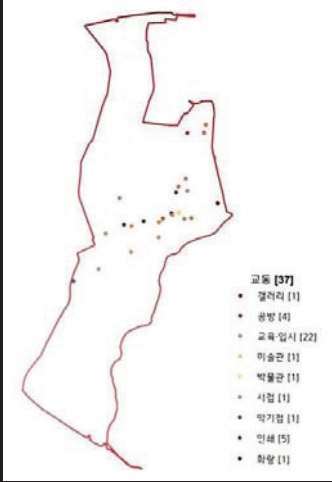 교동 [37]
갤러리 [1]
공방 [4]
교육·입시 [22]
미술관 [1]
박물관 [1]
서점 [1]
악기점 [1]
인쇄 [5]
화랑 [1]